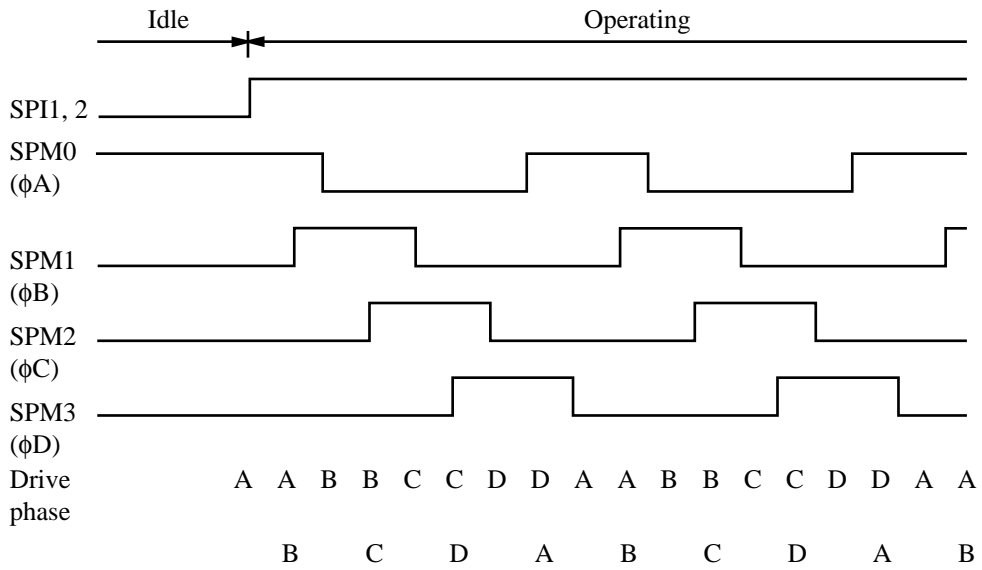 Idle Operating
SPI1, 2
SPM0
(ϕA)
SPM1
(ϕB)
SPM2
(ϕC)
SPM3
(ϕD)
Drive A A B B C C D D A A B B C C D D A A
phase
B C D A B C D A B